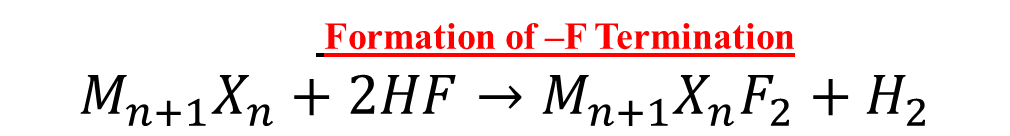 Formation of –F Termination
Mₙ₊₁Xₙ + 2HF → Mₙ₊₁XₙF₂ + H₂